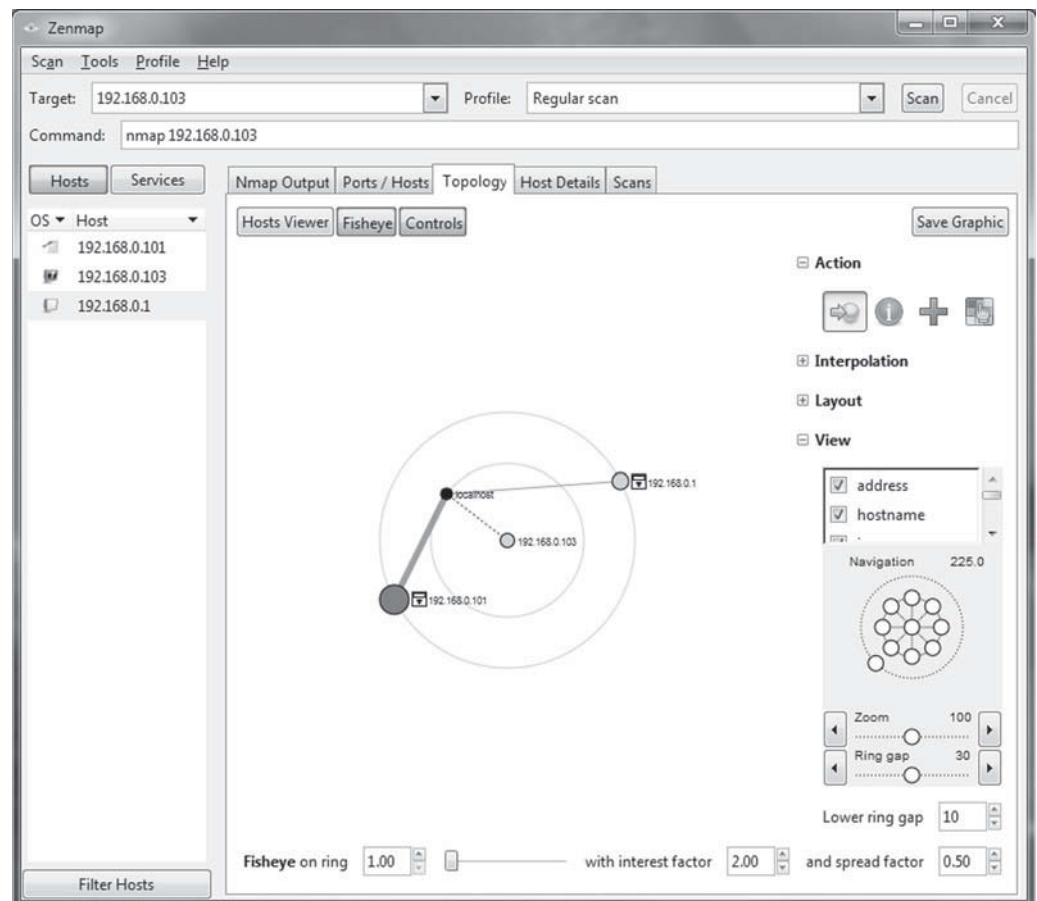 Zenmap
Scan Tools Profile Help
Target: 192.168.0.103 Profile: Regular scan Scan Cancel
Command: nmap 192.168.0.103
Hosts Services
Nmap Output Ports / Hosts Topology Host Details Scans
OS Host
192.168.0.101
192.168.0.103
192.168.0.1
Hosts Viewer Fisheye Controls Save Graphic
Action
Interpolation
Layout
View
address
hostname
localhost
192.168.0.1
192.168.0.103
192.168.0.101
Navigation 225.0
Zoom 100
Ring gap 30
Lower ring gap 10
Fisheye on ring 1.00 with interest factor 2.00 and spread factor 0.50
Filter Hosts